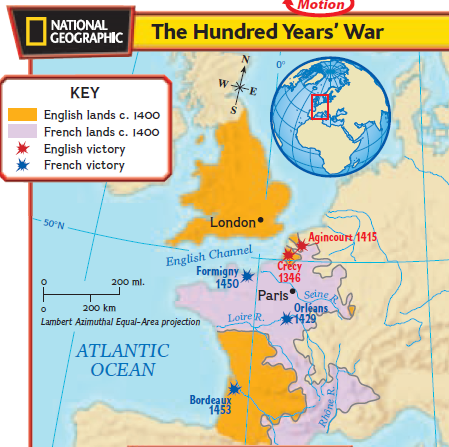 Motion
NATIONAL
GEOGRAPHIC
The Hundred Years' War
KEY
English lands c. 1400
French lands c. 1400
English victory
French victory
N
W
E
S
0°
50°N
London
English Channel
Agincourt 1415
Crécy
1346
Formigny
1450
Paris
Seine R.
Orléans
1429
Loire R.
0
200 mi.
0
200 km
Lambert Azimuthal Equal-Area projection
ATLANTIC
OCEAN
Bordeaux
1453
Rhône R.